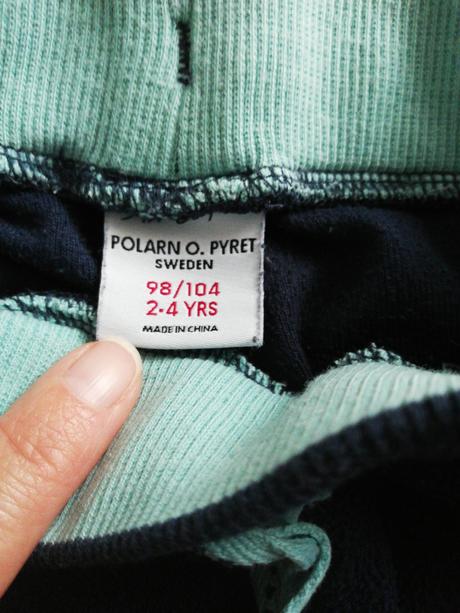 POLARN O. PYRET
SWEDEN
98/104
2-4 YRS
MADE IN CHINA